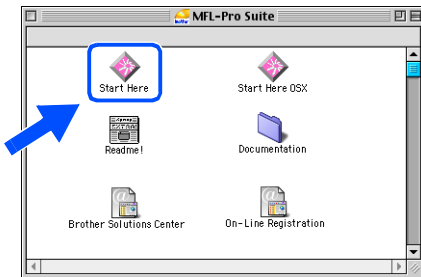 MFL-Pro Suite
Start Here
Start Here OSX
Readme!
Documentation
Brother Solutions Center
On-Line Registration